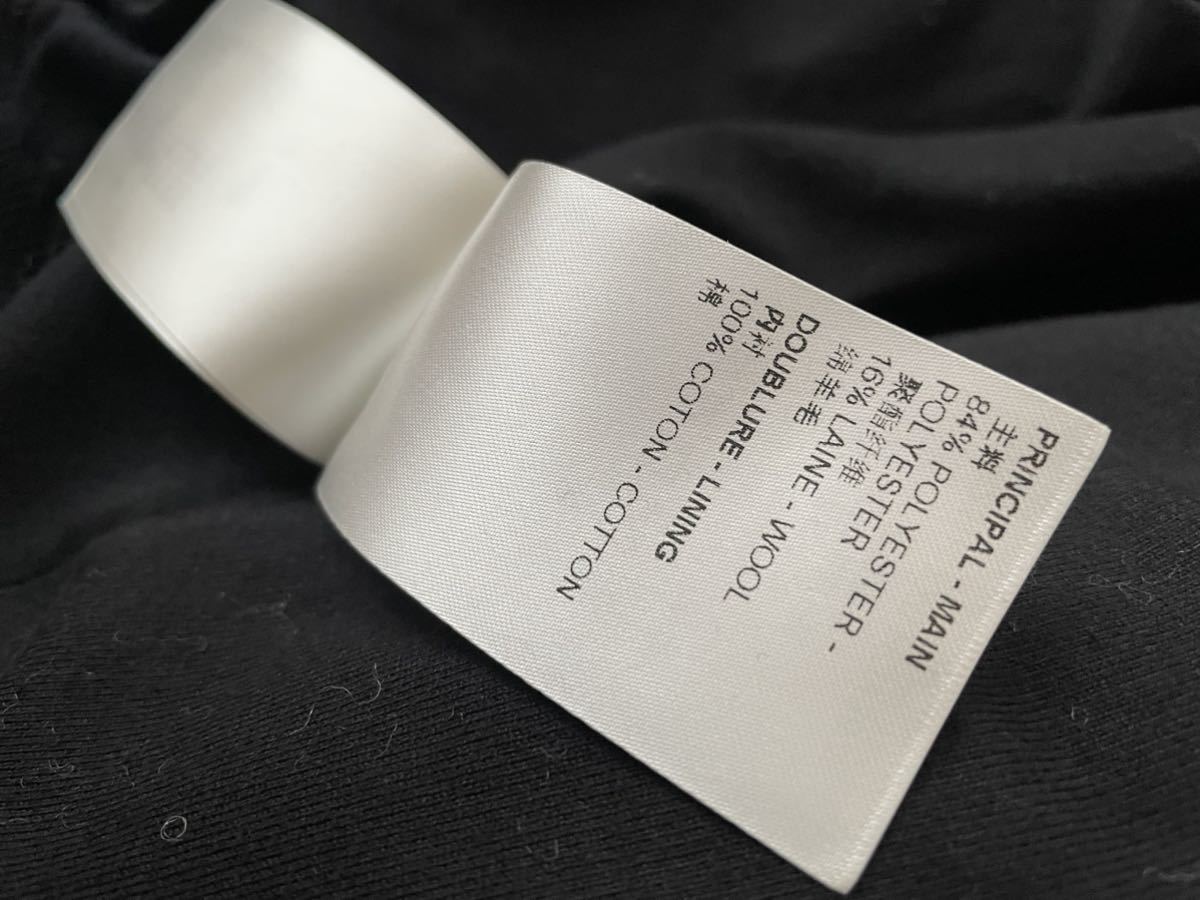 PRINCIPAL - MAIN
主料
84% POLYESTER -
POLYESTER
聚酯纤维
16% LAINE - WOOL
绵羊毛
DOUBLURE - LINING
内衬
100% COTON - COTTON
棉